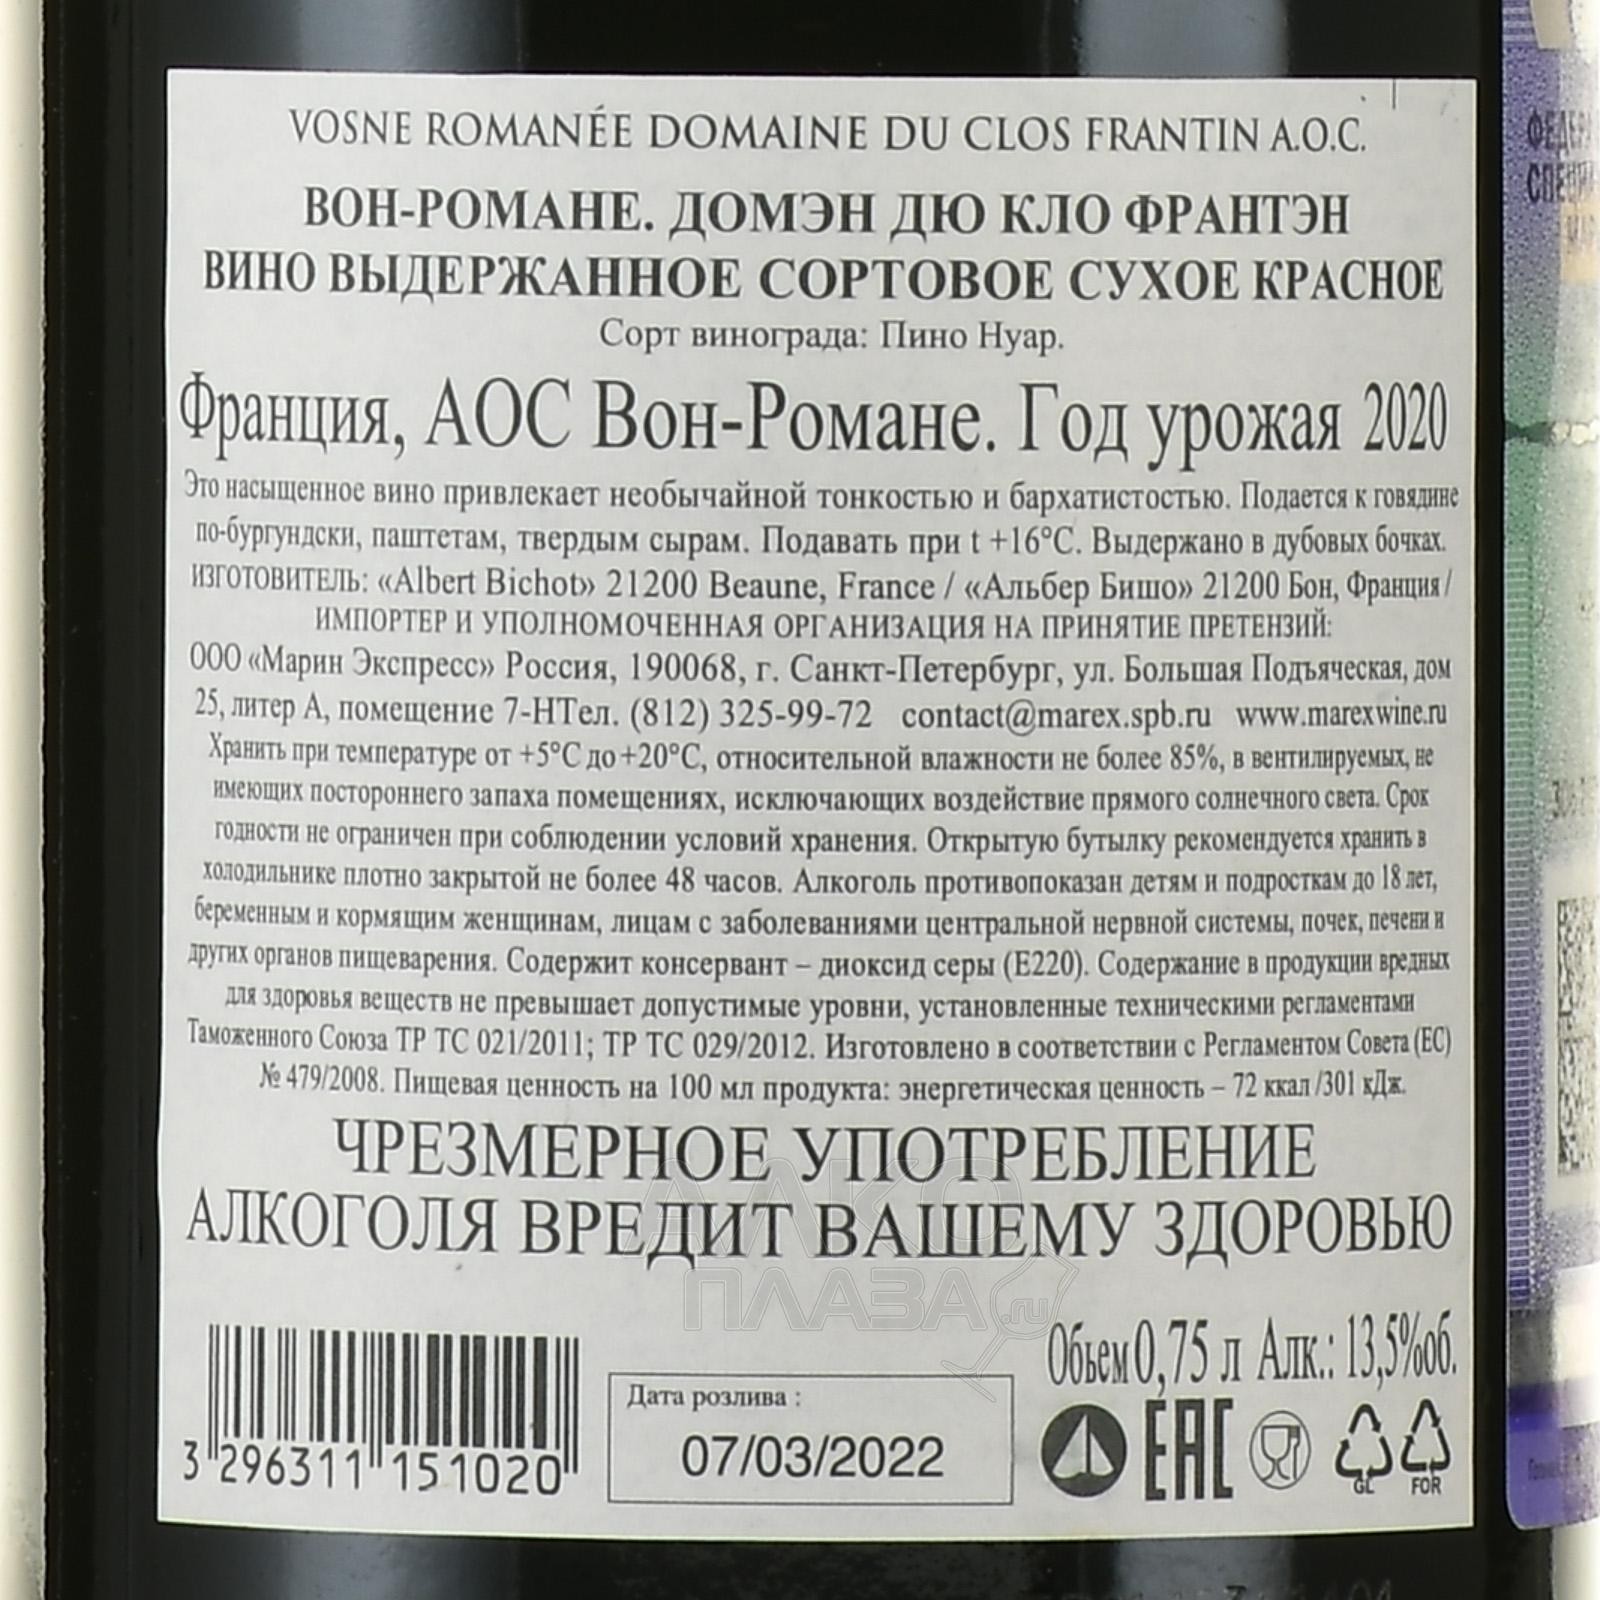 VOSNE ROMANÉE DOMAINE DU CLOS FRANTIN A.O.C.
ВОН-РОМАНЕ. ДОМЭН ДЮ КЛО ФРАНТЭН
ВИНО ВЫДЕРЖАННОЕ СОРТОВОЕ СУХОЕ КРАСНОЕ
Сорт винограда: Пино Нуар.
Франция, АОС Вон-Романе. Год урожая 2020
Это насыщенное вино привлекает необычайной тонкостью и бархатистостью. Подается к говядине
по-бургундски, паштетам, твердым сырам. Подавать при t +16°C. Выдержано в дубовых бочках.
ИЗГОТОВИТЕЛЬ: «Albert Bichot» 21200 Beaune, France / «Альбер Бишо» 21200 Бон, Франция /
ИМПОРТЕР И УПОЛНОМОЧЕННАЯ ОРГАНИЗАЦИЯ НА ПРИНЯТИЕ ПРЕТЕНЗИЙ:
ООО «Марин Экспресс» Россия, 190068, г. Санкт-Петербург, ул. Большая Подъяческая, дом
25, литер А, помещение 7-НТел. (812) 325-99-72 contact@marex.spb.ru www.marexwine.ru
Хранить при температуре от +5°C до +20°C, относительной влажности не более 85%, в вентилируемых, не
имеющих постороннего запаха помещениях, исключающих воздействие прямого солнечного света. Срок
годности не ограничен при соблюдении условий хранения. Открытую бутылку рекомендуется хранить в
холодильнике плотно закрытой не более 48 часов. Алкоголь противопоказан детям и подросткам до 18 лет,
беременным и кормящим женщинам, лицам с заболеваниями центральной нервной системы, почек, печени и
других органов пищеварения. Содержит консервант – диоксид серы (Е220). Содержание в продукции вредных
для здоровья веществ не превышает допустимые уровни, установленные техническими регламентами
Таможенного Союза ТР ТС 021/2011; ТР ТС 029/2012. Изготовлено в соответствии с Регламентом Совета (ЕС)
№ 479/2008. Пищевая ценность на 100 мл продукта: энергетическая ценность – 72 ккал /301 кДж.
ЧРЕЗМЕРНОЕ УПОТРЕБЛЕНИЕ
АЛКОГОЛЯ ВРЕДИТ ВАШЕМУ ЗДОРОВЬЮ
АЛКО
ПЛАЗА.ru
Обьем 0,75 л Алк.: 13,5%об.
Дата розлива :
07/03/2022
3 296311 151020
EAC
GL
FOR